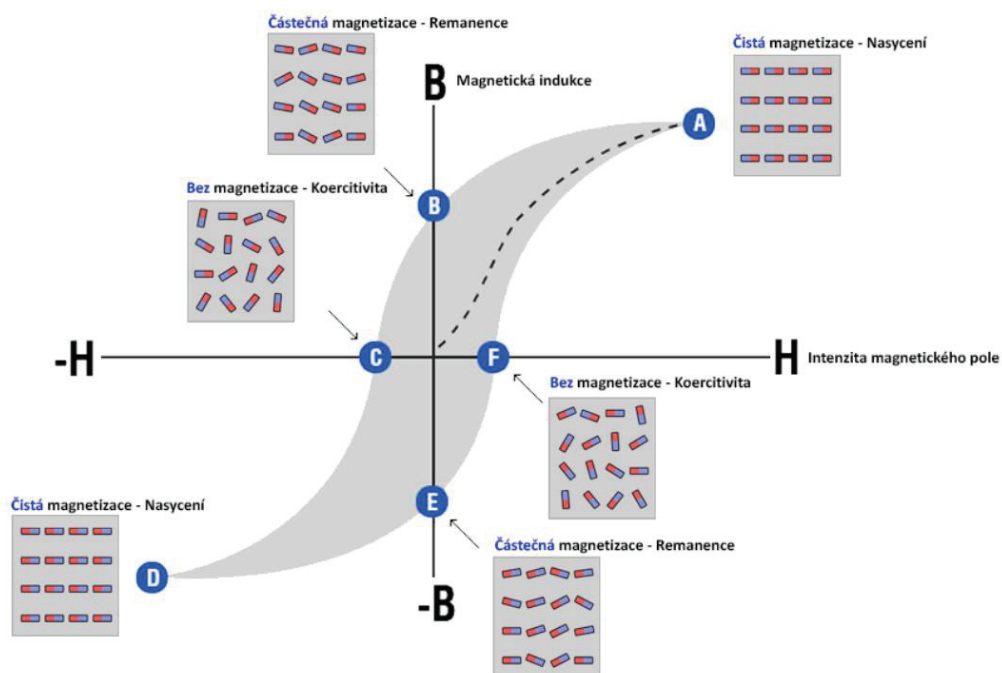 Částečná magnetizace - Remanence
Čistá magnetizace - Nasycení
B Magnetická indukce
A
Bez magnetizace - Koercitivita
B
-H
C
F
H Intenzita magnetického pole
Bez magnetizace - Koercitivita
Čistá magnetizace - Nasycení
E
Částečná magnetizace - Remanence
D
-B